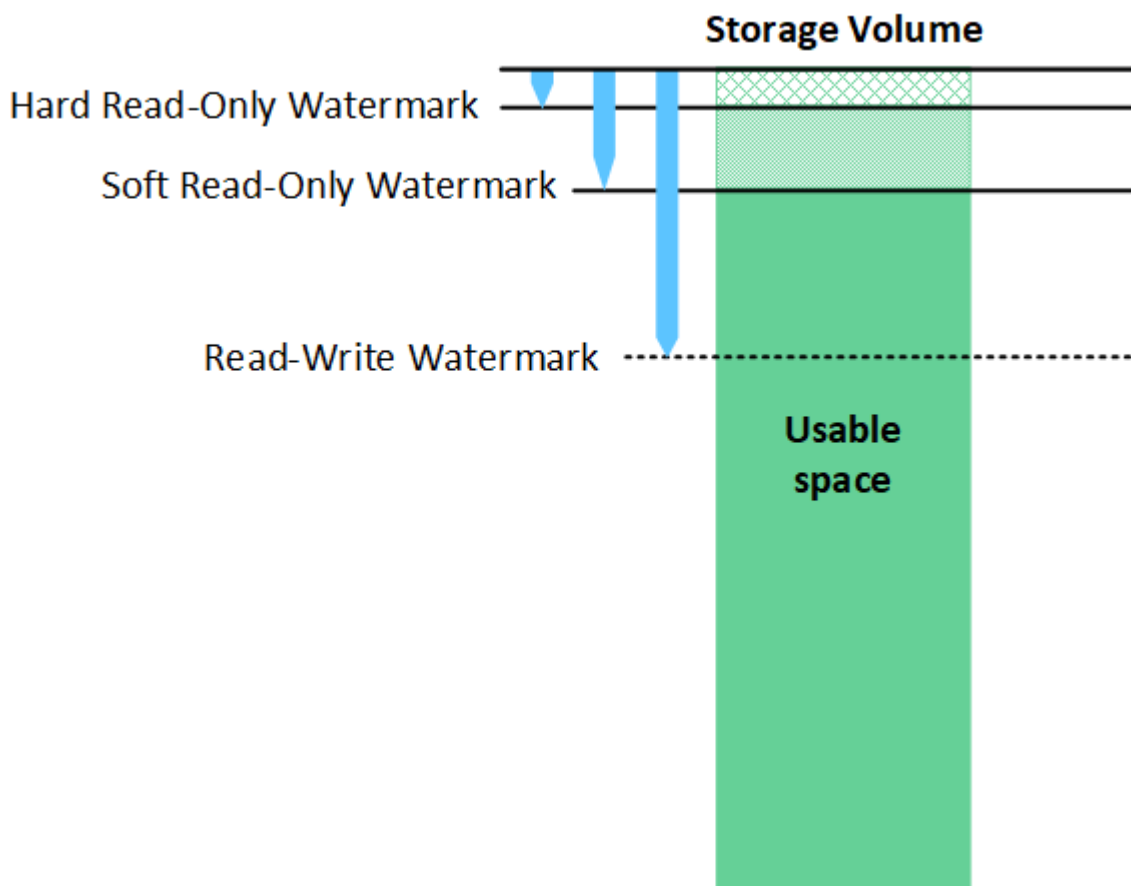 Storage Volume
Hard Read-Only Watermark
Soft Read-Only Watermark
Read-Write Watermark
Usable
space